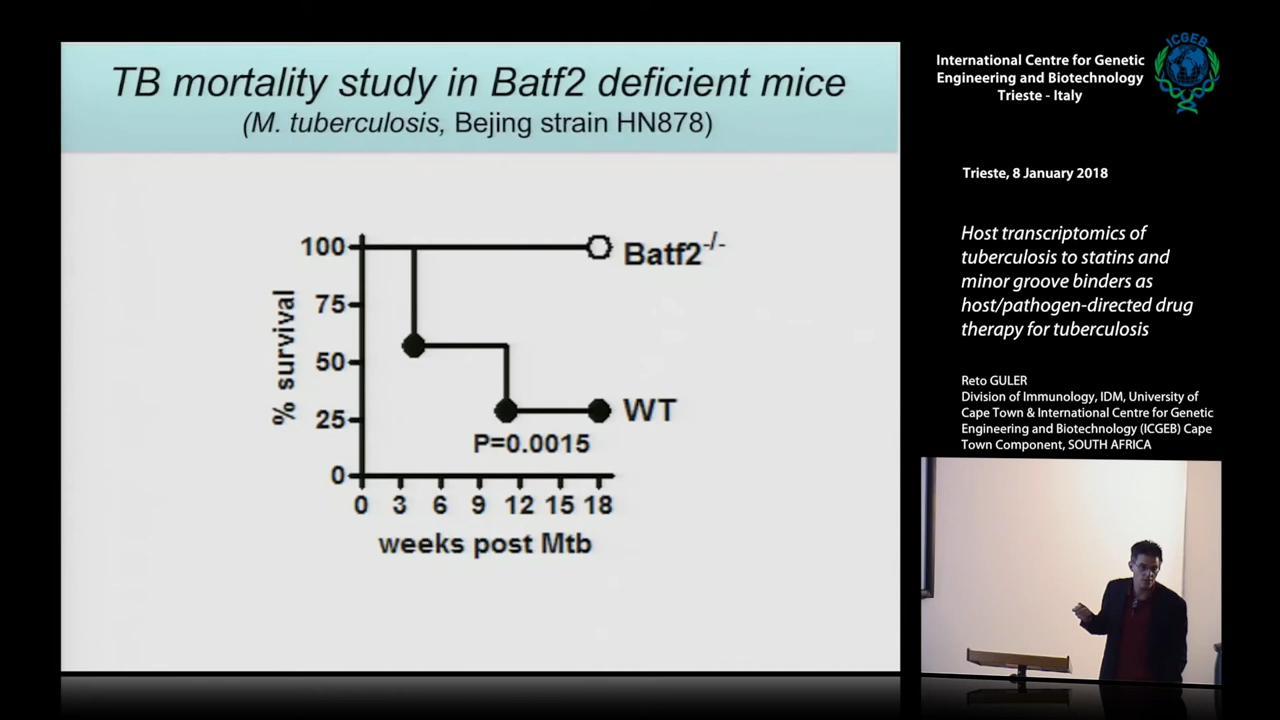 TB mortality study in Batf2 deficient mice
(M. tuberculosis, Bejing strain HN878)
100
75
50
25
0
% survival
Batf2-/-
WT
P=0.0015
0 3 6 9 12 15 18
weeks post Mtb
International Centre for Genetic
Engineering and Biotechnology
Trieste - Italy
ICGEB
Trieste, 8 January 2018
Host transcriptomics of
tuberculosis to statins and
minor groove binders as
host/pathogen-directed drug
therapy for tuberculosis
Reto GULER
Division of Immunology, IDM, University of
Cape Town & International Centre for Genetic
Engineering and Biotechnology (ICGEB) Cape
Town Component, SOUTH AFRICA